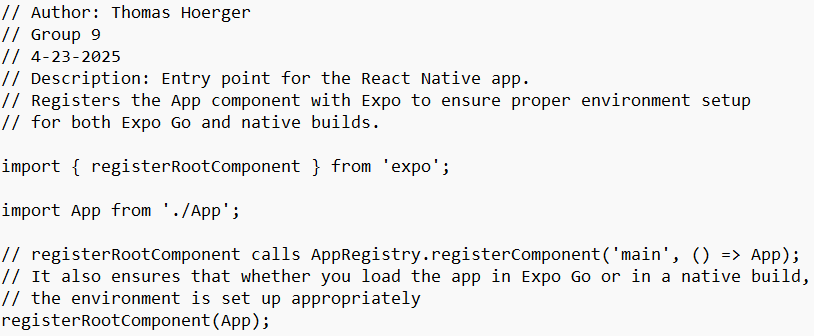 // Author: Thomas Hoerger
// Group 9
// 4-23-2025
// Description: Entry point for the React Native app.
// Registers the App component with Expo to ensure proper environment setup
// for both Expo Go and native builds.
import { registerRootComponent } from 'expo';
import App from './App';
// registerRootComponent calls AppRegistry.registerComponent('main', () => App);
// It also ensures that whether you load the app in Expo Go or in a native build,
// the environment is set up appropriately
registerRootComponent(App);